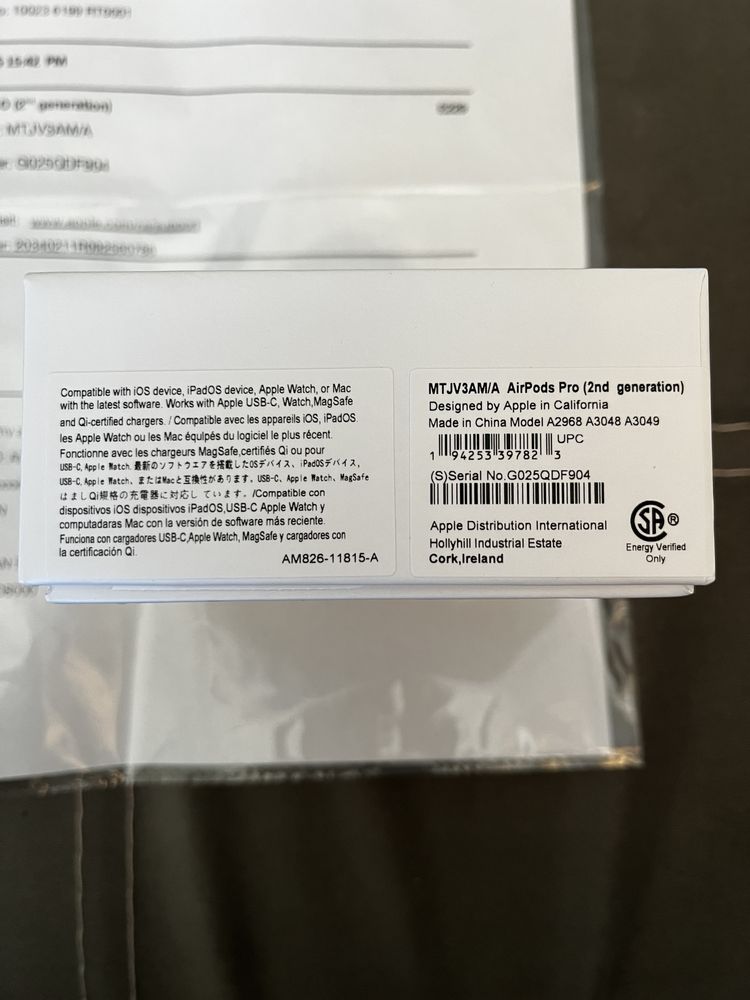 MTJV3AM/A
www.apple.com/ca/support
Compatible with iOS device, iPadOS device, Apple Watch, or Mac
with the latest software. Works with Apple USB-C, Watch,MagSafe
and Qi-certified chargers. / Compatible avec les appareils iOS, iPadOS.
les Apple Watch ou les Mac équipés du logiciel le plus récent.
Fonctionne avec les chargeurs MagSafe,certifiés Qi ou pour
USB-C, Apple Watch. 最新のソフトウエアを搭載したOSデバイス、iPadOSデバイス,
USB-C, Apple Watch、またはMacと互換性があります。USB-C、Apple Watch、MagSafe
はましQi規格の充電器に対応し ています。/Compatible con
dispositivos iOS dispositivos iPadOS,USB-C Apple Watch y
computadoras Mac con la versión de software más reciente.
Funciona con cargadores USB-C,Apple Watch, MagSafe y cargadores con
la certificación Qi.
AM826-11815-A
MTJV3AM/A AirPods Pro (2nd generation)
Designed by Apple in California
Made in China Model A2968 A3048 A3049
UPC
1 94253 39782 3
(S)Serial No.G025QDF904
Apple Distribution International
Hollyhill Industrial Estate
Cork,Ireland
SA®
Energy Verified
Only